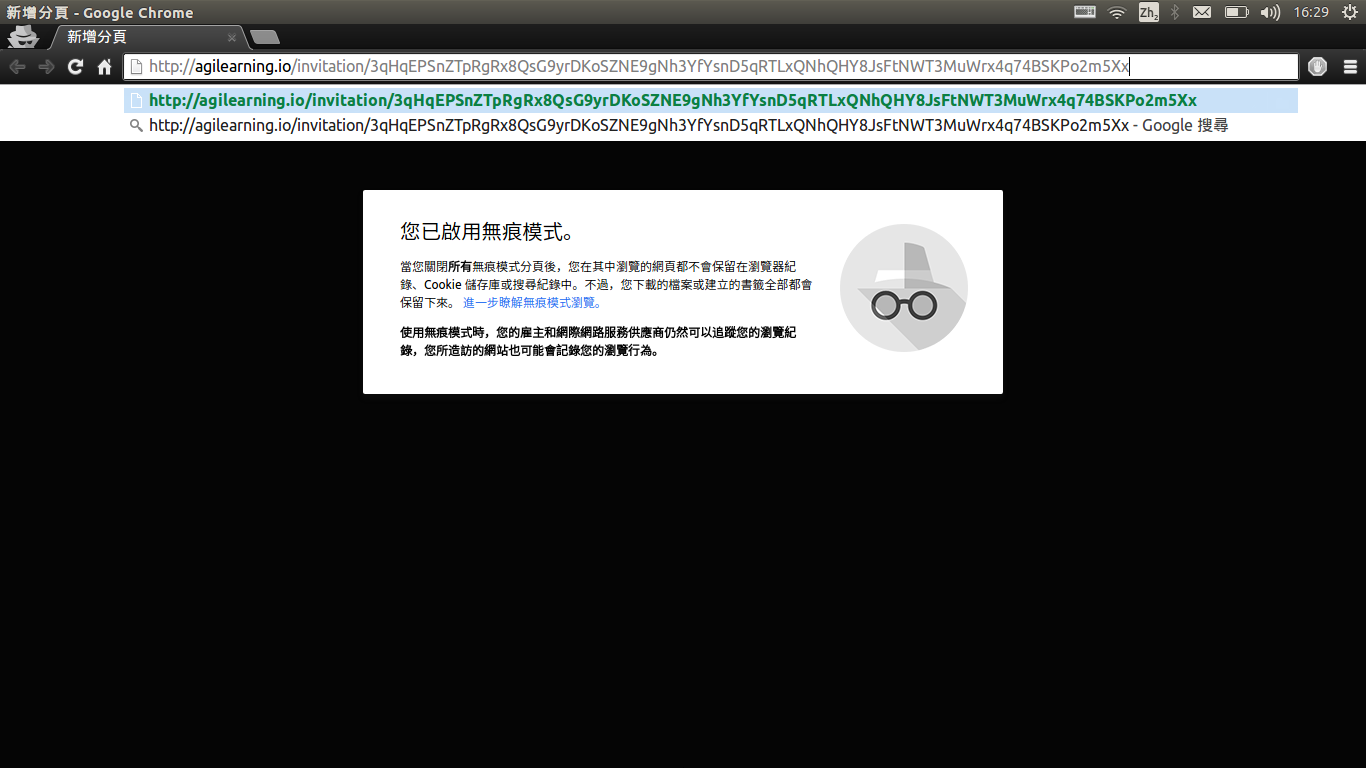 新增分頁 - Google Chrome
Zh2
16:29
新增分頁
http://agilearning.io/invitation/3qHqEPSnZTpRgRx8QsG9yrDKoSZNE9gNh3YfYsnD5qRTLxQNhQHY8JsFtNWT3MuWrx4q74BSKPo2m5Xx
http://agilearning.io/invitation/3qHqEPSnZTpRgRx8QsG9yrDKoSZNE9gNh3YfYsnD5qRTLxQNhQHY8JsFtNWT3MuWrx4q74BSKPo2m5Xx
http://agilearning.io/invitation/3qHqEPSnZTpRgRx8QsG9yrDKoSZNE9gNh3YfYsnD5qRTLxQNhQHY8JsFtNWT3MuWrx4q74BSKPo2m5Xx - Google 搜尋
您已啟用無痕模式。
當您關閉所有無痕模式分頁後，您在其中瀏覽的網頁都不會保留在瀏覽器紀
錄、Cookie 儲存庫或搜尋紀錄中。不過，您下載的檔案或建立的書籤全部都會
保留下來。 進一步瞭解無痕模式瀏覽。
使用無痕模式時，您的雇主和網際網路服務供應商仍然可以追蹤您的瀏覽紀
錄，您所造訪的網站也可能會記錄您的瀏覽行為。